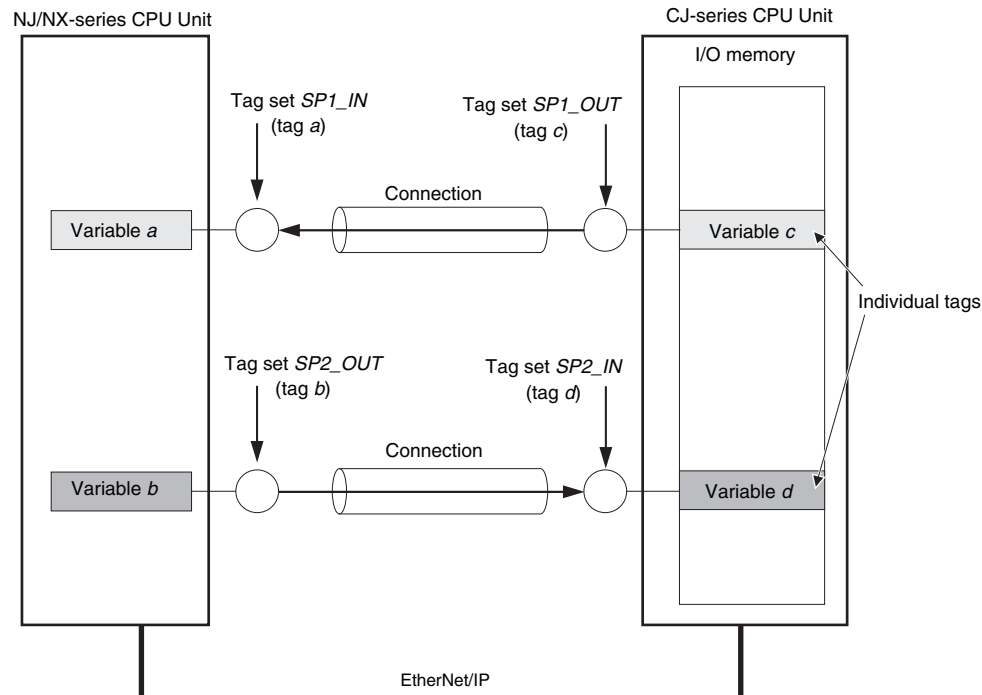 NJ/NX-series CPU Unit
CJ-series CPU Unit
I/O memory
Tag set SP1_IN
(tag a)
Tag set SP1_OUT
(tag c)
Connection
Variable a
Variable c
Individual tags
Tag set SP2_OUT
(tag b)
Tag set SP2_IN
(tag d)
Connection
Variable b
Variable d
EtherNet/IP